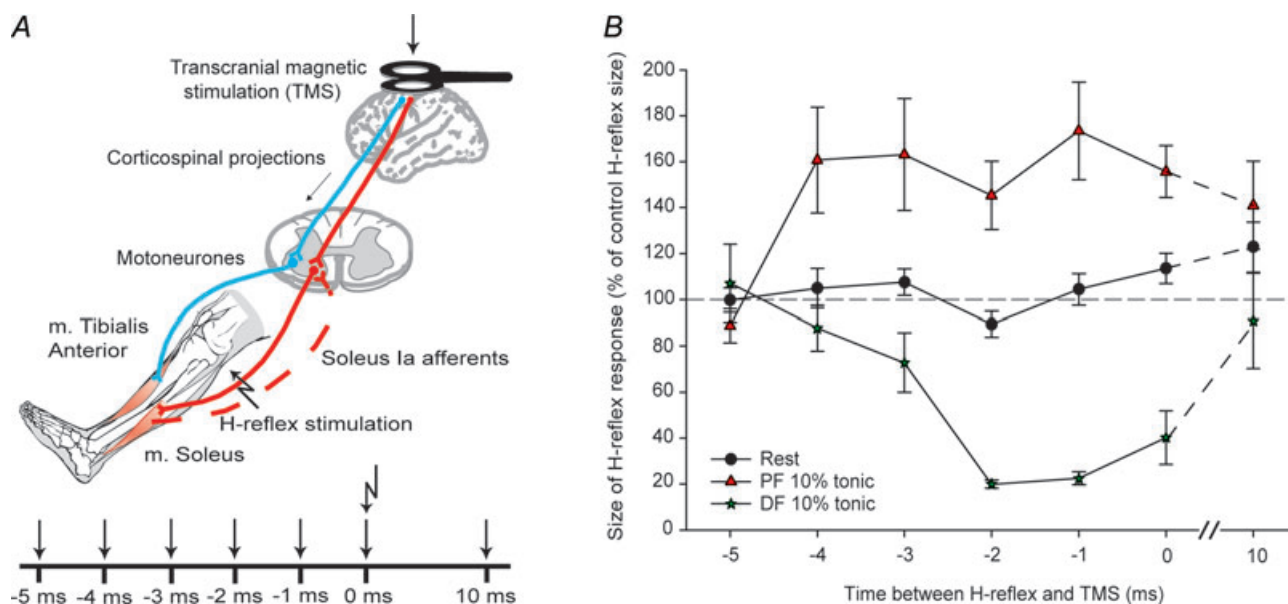 A
Transcranial magnetic
stimulation (TMS)
Corticospinal projections
Motoneurones
m. Tibialis
Anterior
Soleus Ia afferents
H-reflex stimulation
m. Soleus
-5 ms -4 ms -3 ms -2 ms -1 ms 0 ms 10 ms
B
Size of H-reflex response (% of control H-reflex size)
200
180
160
140
120
100
80
60
40
20
0
Rest
PF 10% tonic
DF 10% tonic
-5 -4 -3 -2 -1 0 10
Time between H-reflex and TMS (ms)